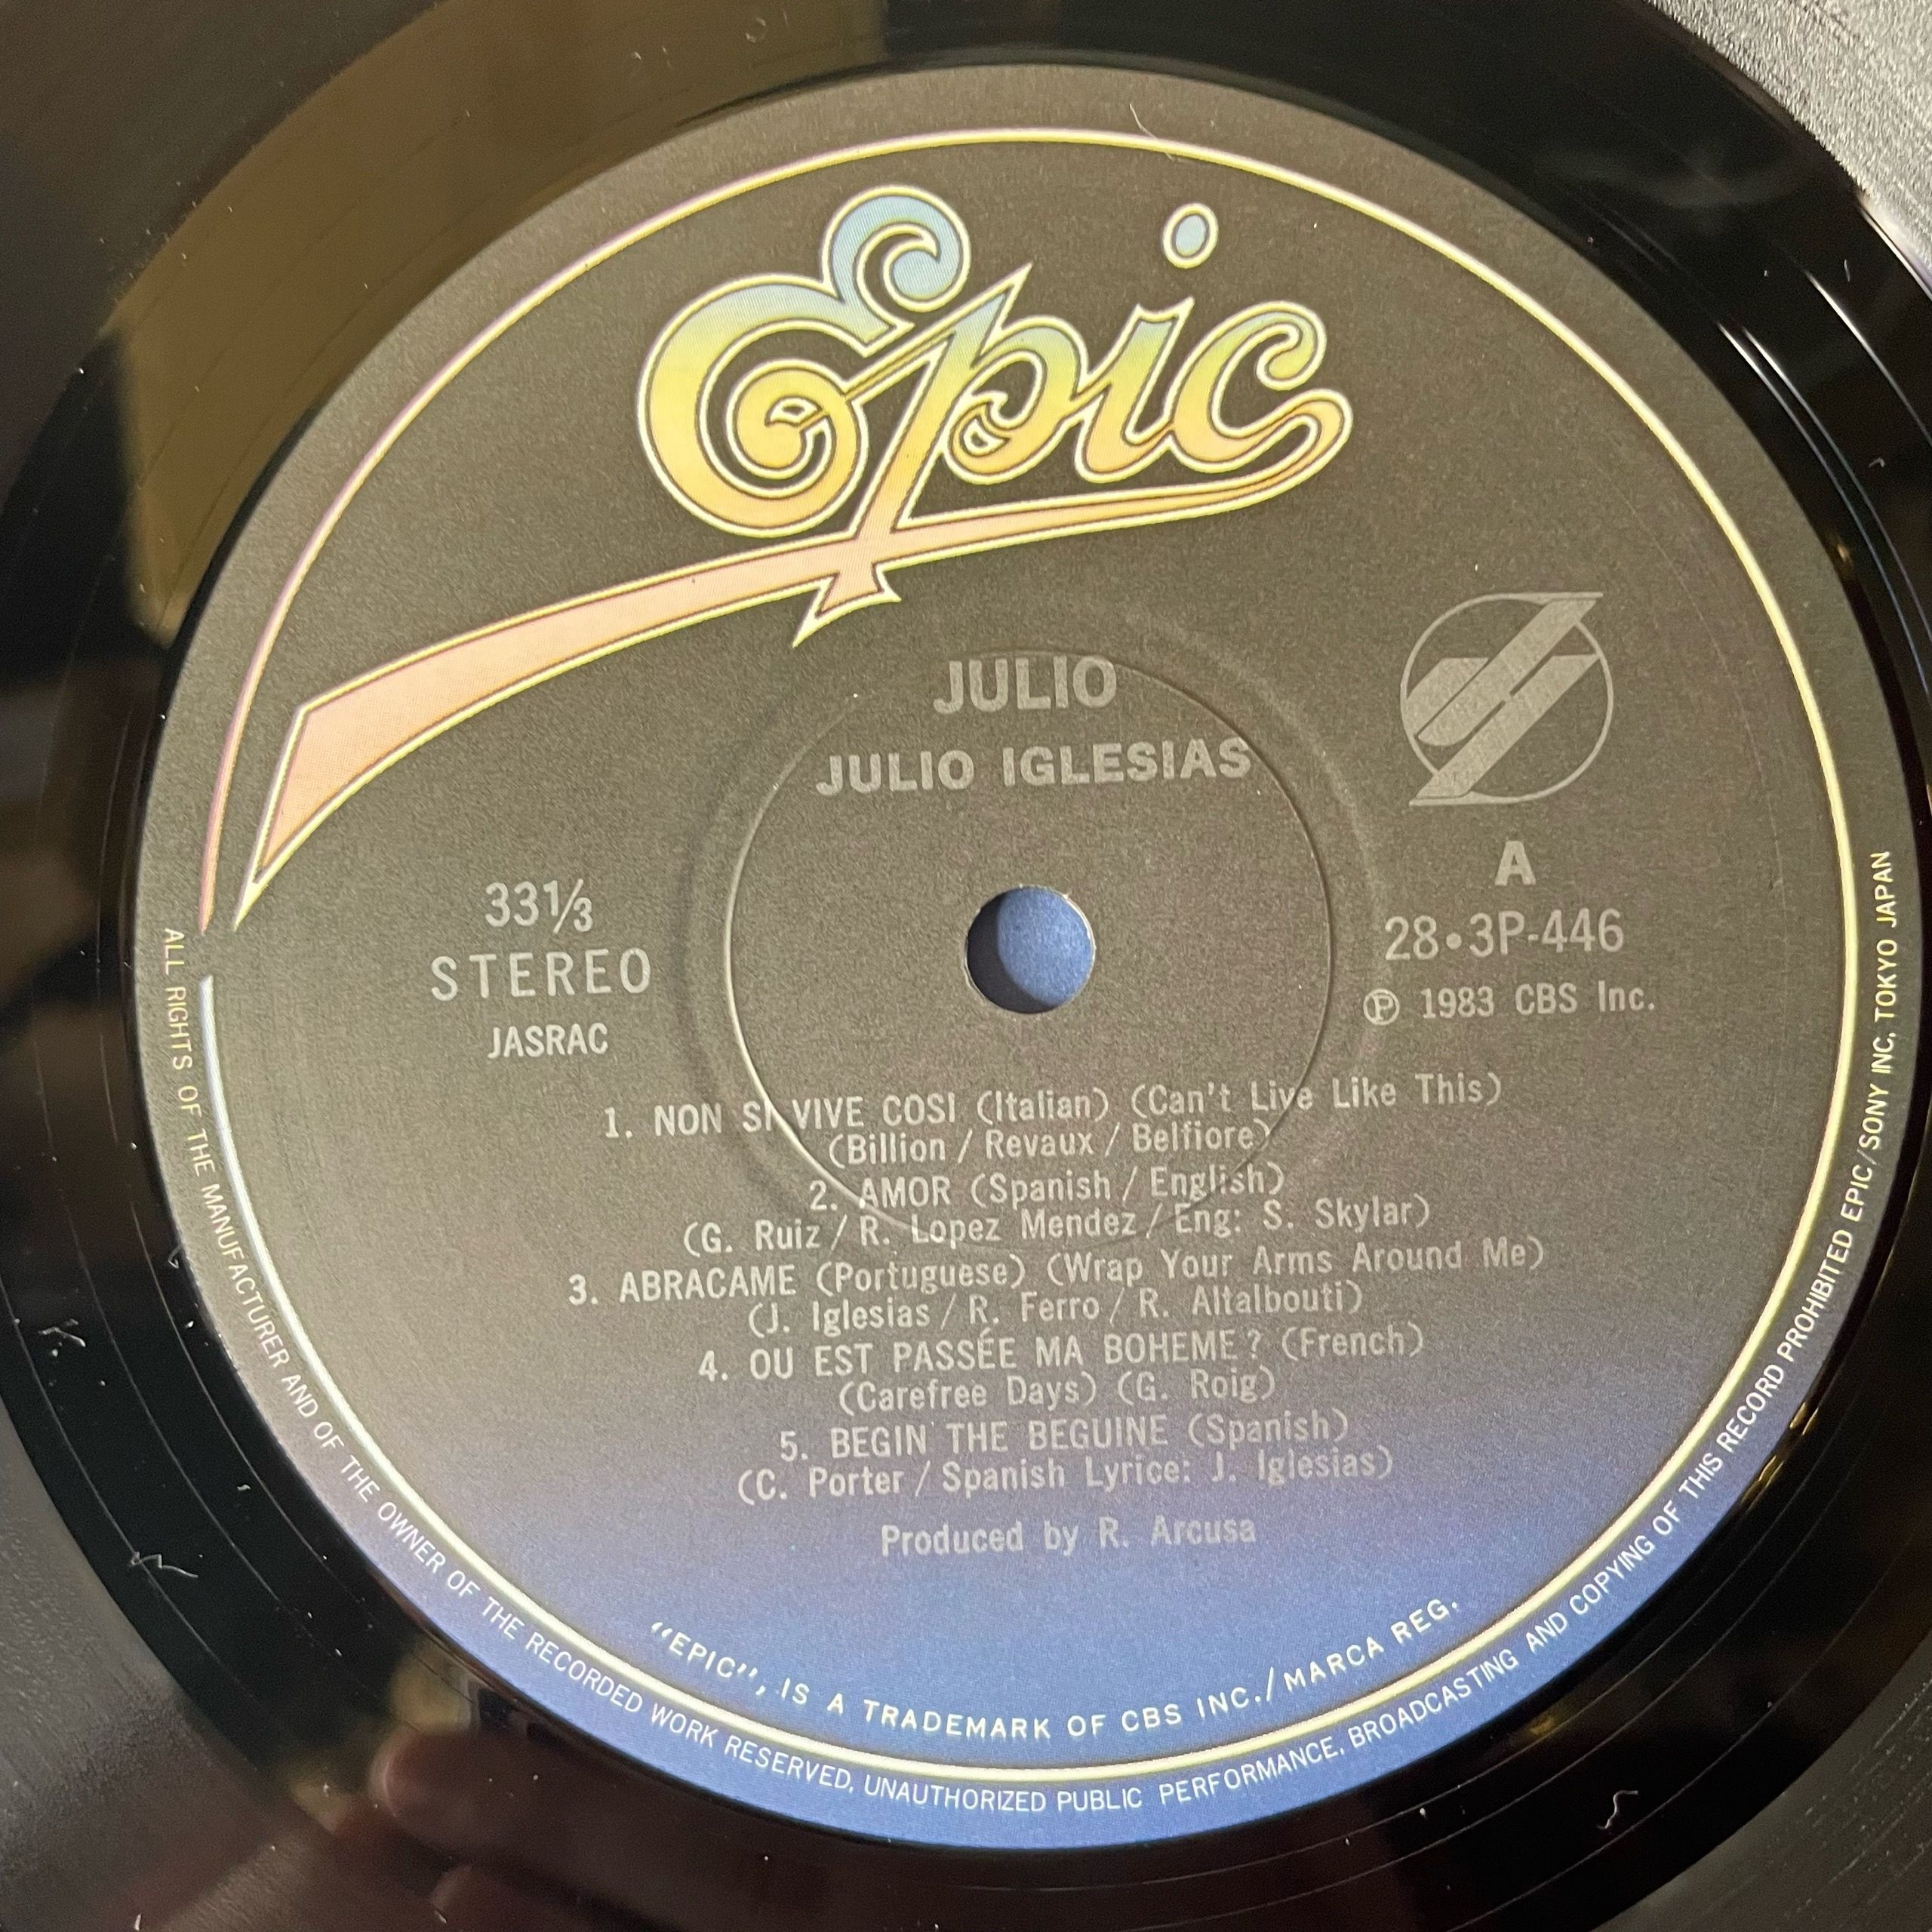 Epic
JULIO
JULIO IGLESIAS
33⅓
STEREO
JASRAC
A
28•3P-446
Ⓟ 1983 CBS Inc.
1. NON SI VIVE COSI (Italian) (Can't Live Like This)
(Billion / Revaux / Belfiore)
2. AMOR (Spanish / English)
(G. Ruiz / R. Lopez Mendez / Eng: S. Skylar)
3. ABRACAME (Portuguese) (Wrap Your Arms Around Me)
(J. Iglesias / R. Ferro / R. Altalbouti)
4. OU EST PASSÉE MA BOHEME? (French)
(Carefree Days) (G. Roig)
5. BEGIN THE BEGUINE (Spanish)
(C. Porter / Spanish Lyrice: J. Iglesias)
Produced by R. Arcusa
"EPIC", IS A TRADEMARK OF CBS INC./MARCA REG.
ALL RIGHTS OF THE MANUFACTURER AND OF THE OWNER OF THE RECORDED WORK RESERVED, UNAUTHORIZED PUBLIC PERFORMANCE, BROADCASTING AND COPYING OF THIS RECORD PROHIBITED EPIC/SONY INC, TOKYO JAPAN